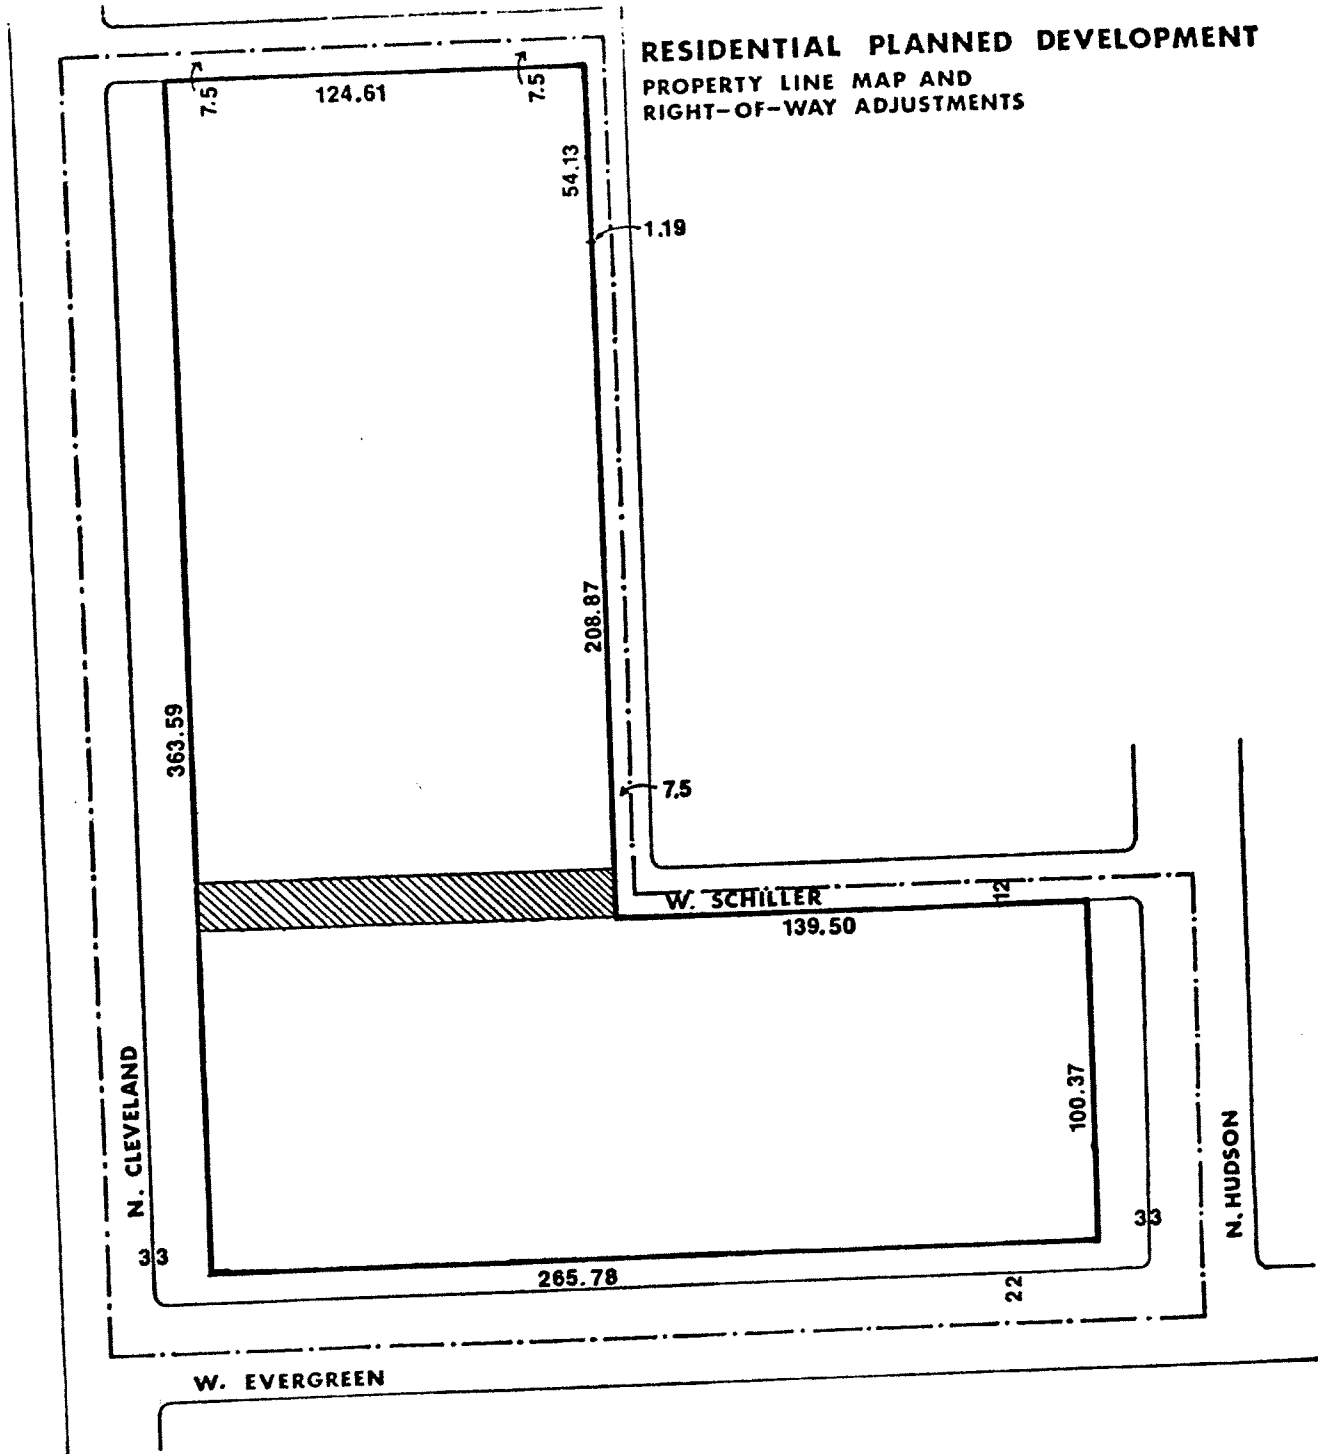 RESIDENTIAL PLANNED DEVELOPMENT
PROPERTY LINE MAP AND
RIGHT-OF-WAY ADJUSTMENTS
7.5
124.61
7.5
54.13
1.19
208.87
363.59
7.5
W. SCHILLER
12
139.50
N. CLEVELAND
100.37
N. HUDSON
33
33
265.78
22
W. EVERGREEN